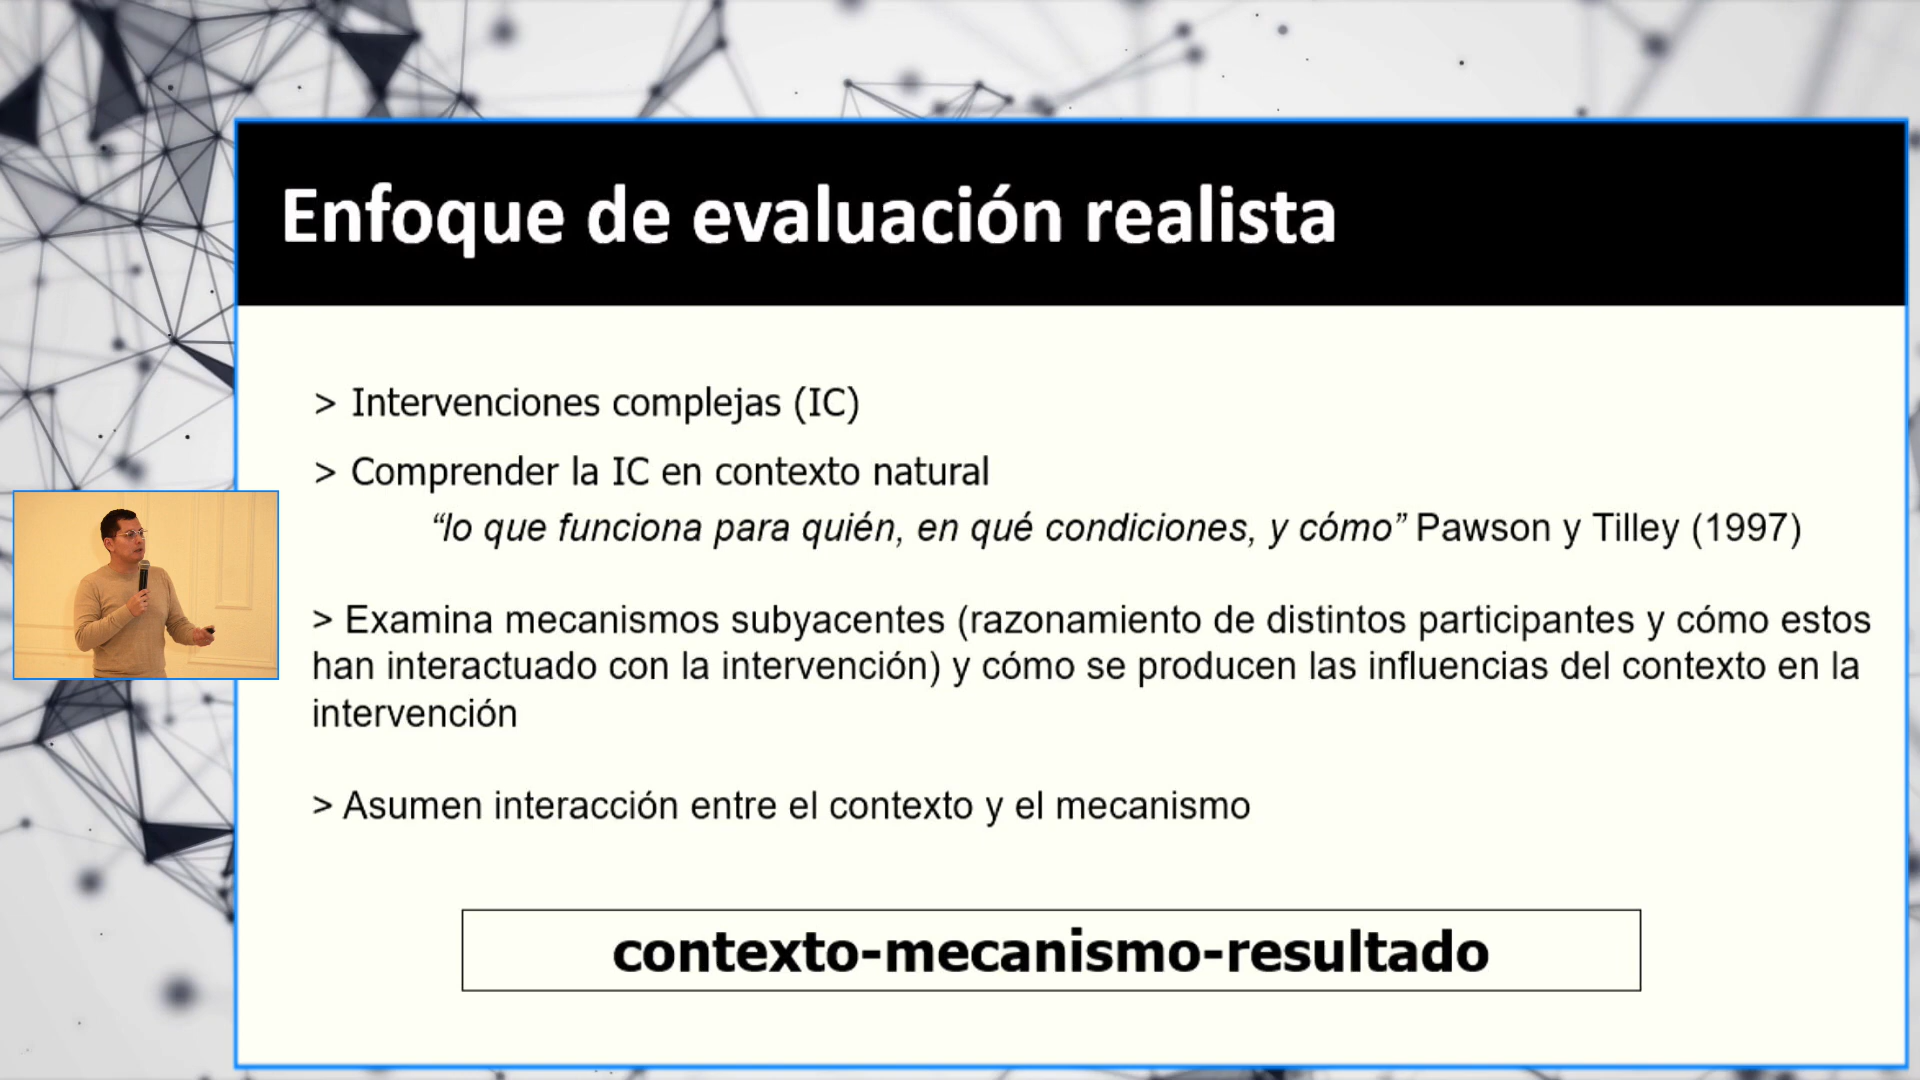 Enfoque de evaluación realista
> Intervenciones complejas (IC)
> Comprender la IC en contexto natural
“lo que funciona para quién, en qué condiciones, y cómo” Pawson y Tilley (1997)
> Examina mecanismos subyacentes (razonamiento de distintos participantes y cómo estos
han interactuado con la intervención) y cómo se producen las influencias del contexto en la
intervención
> Asumen interacción entre el contexto y el mecanismo
contexto-mecanismo-resultado